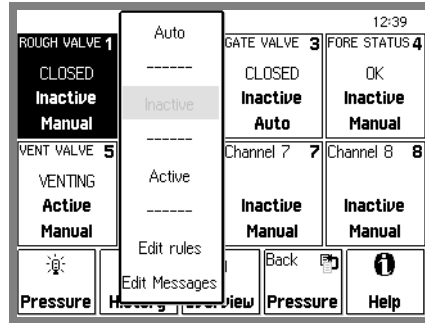 12:39
ROUGH VALVE 1
CLOSED
Inactive
Manual
Auto
------
Inactive
------
Active
------
Edit rules
Edit Messages
GATE VALVE 3
CLOSED
Inactive
Auto
FORE STATUS 4
OK
Inactive
Manual
VENT VALVE 5
VENTING
Active
Manual
Channel 7 7
Inactive
Manual
Channel 8 8
Inactive
Manual
Pressure
Back
Pressure
Help